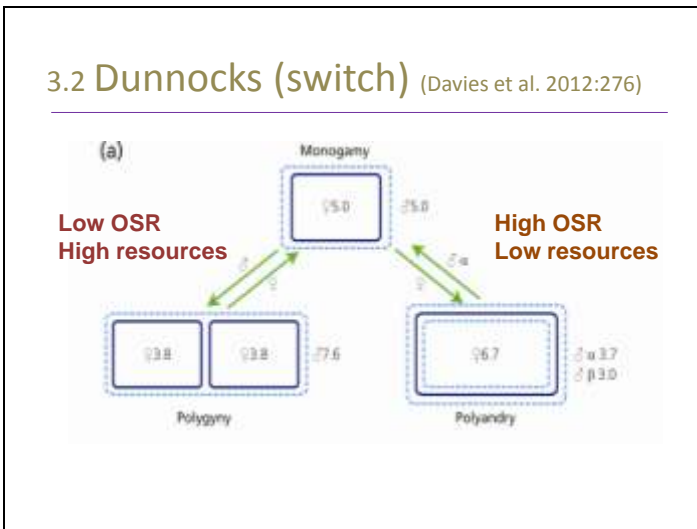 3.2 Dunnocks (switch) (Davies et al. 2012:276)
(a)
Monogamy
♀5.0
♂5.0
Low OSR
High resources
High OSR
Low resources
♂
♀
♀
♂ α
♀3.8
♀3.8
♂7.6
♀6.7
♂ α 3.7
♂ β 3.0
Polygyny
Polyandry